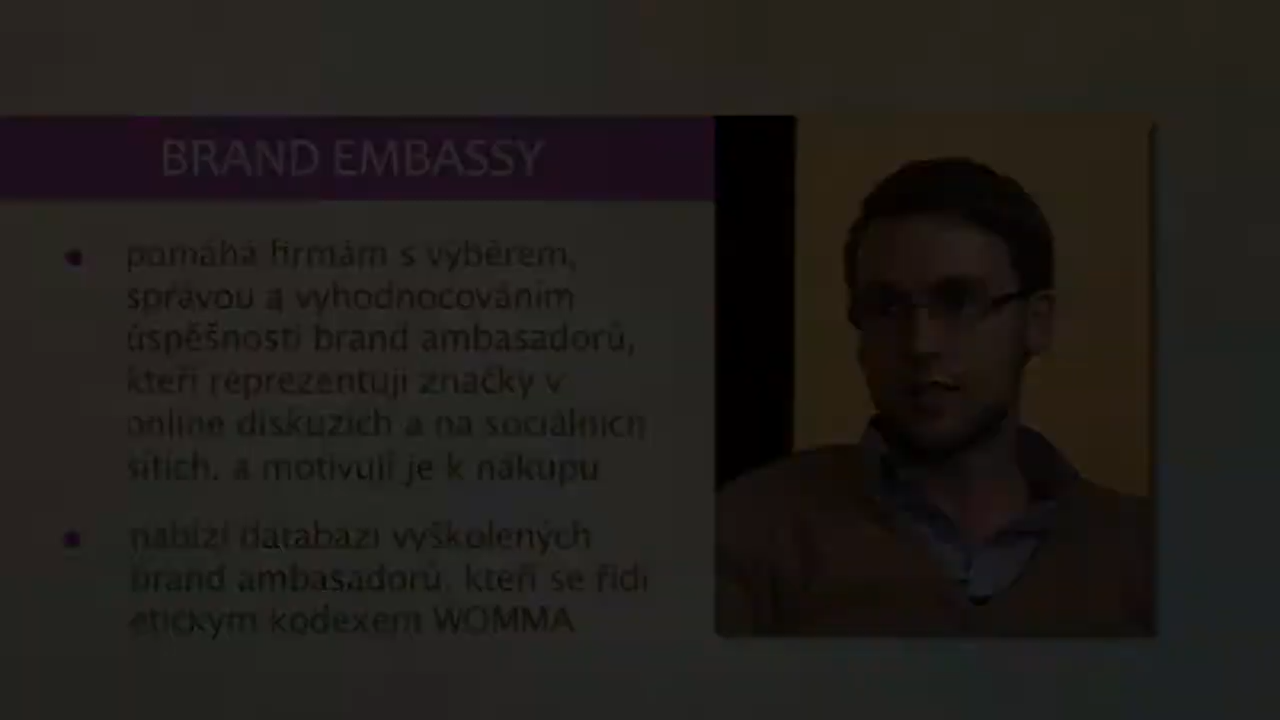 BRAND EMBASSY
• pomáhá firmám s výběrem,
správou a vyhodnocováním
úspěšnosti brand ambasadorů,
kteří reprezentují značky v
online diskuzích a na sociálních
sítích, a motivují je k nákupu
• nabízí databázi vyškolených
brand ambasadorů, kteří se řídí
etickým kodexem WOMMA